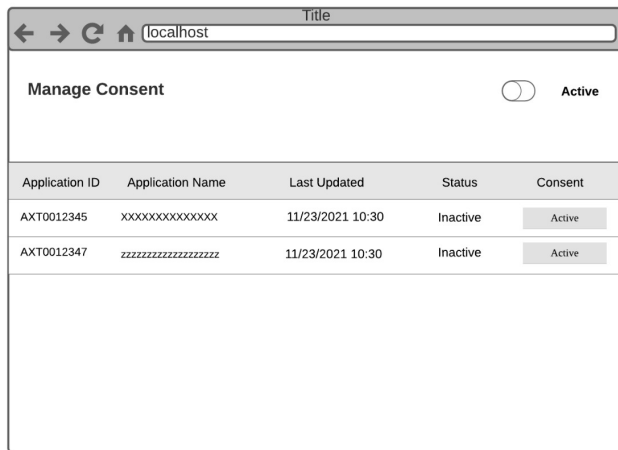 Title
localhost
Manage Consent Active
Application ID Application Name Last Updated Status Consent
AXT0012345 XXXXXXXXXXXXXX 11/23/2021 10:30 Inactive Active
AXT0012347 zzzzzzzzzzzzzzzzzzz 11/23/2021 10:30 Inactive Active